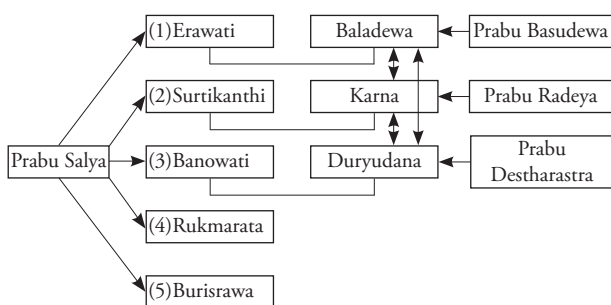 (1)Erawati
Baladewa
Prabu Basudewa
(2)Surtikanthi
Karna
Prabu Radeya
Prabu Salya
(3)Banowati
Duryudana
Prabu
Destharastra
(4)Rukmarata
(5)Burisrawa